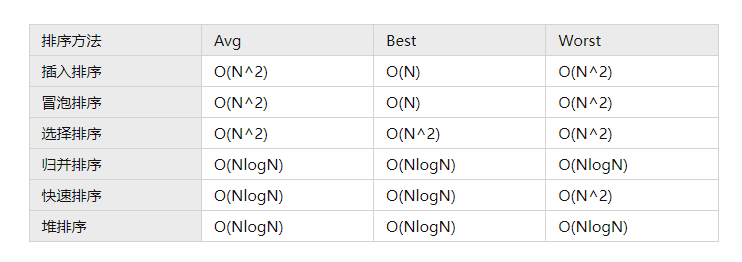 排序方法 Avg Best Worst
插入排序 O(N^2) O(N) O(N^2)
冒泡排序 O(N^2) O(N) O(N^2)
选择排序 O(N^2) O(N^2) O(N^2)
归并排序 O(NlogN) O(NlogN) O(NlogN)
快速排序 O(NlogN) O(NlogN) O(N^2)
堆排序 O(NlogN) O(NlogN) O(NlogN)